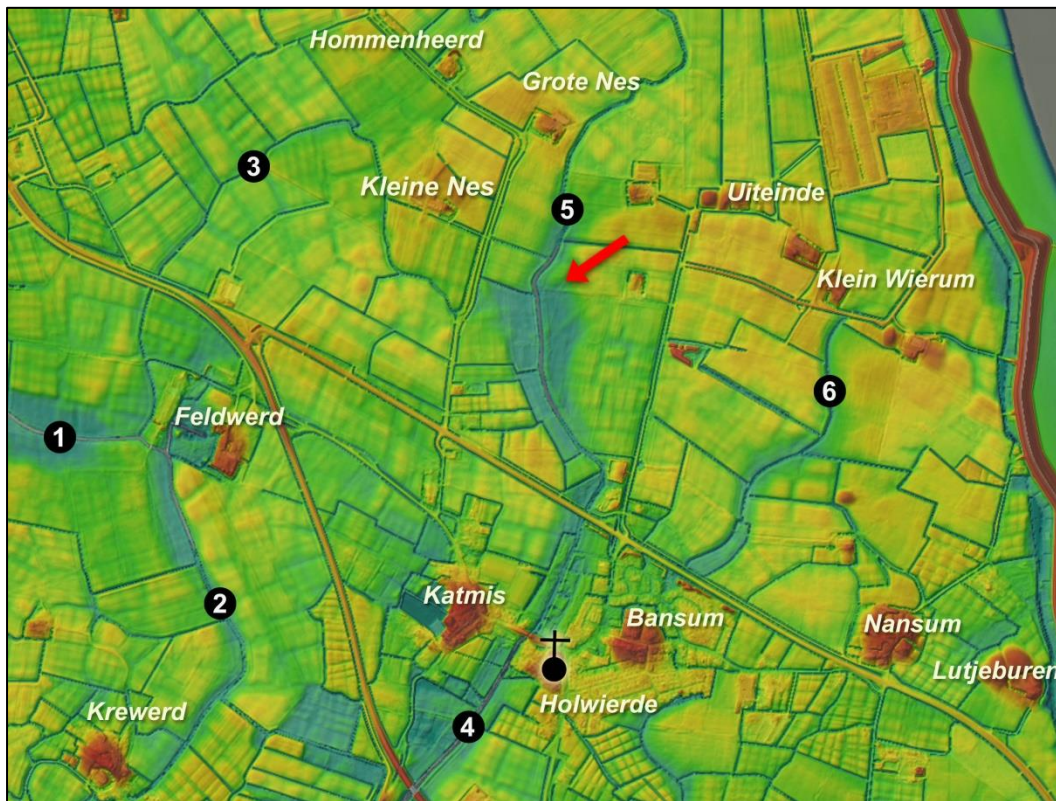 Hommenheerd
Grote Nes
3
Kleine Nes
Uiteinde
5
Klein Wierum
6
Feldwerd
1
Katmis
2
Bansum
Nansum
Lutjeburen
Holwierde
Krewerd
4